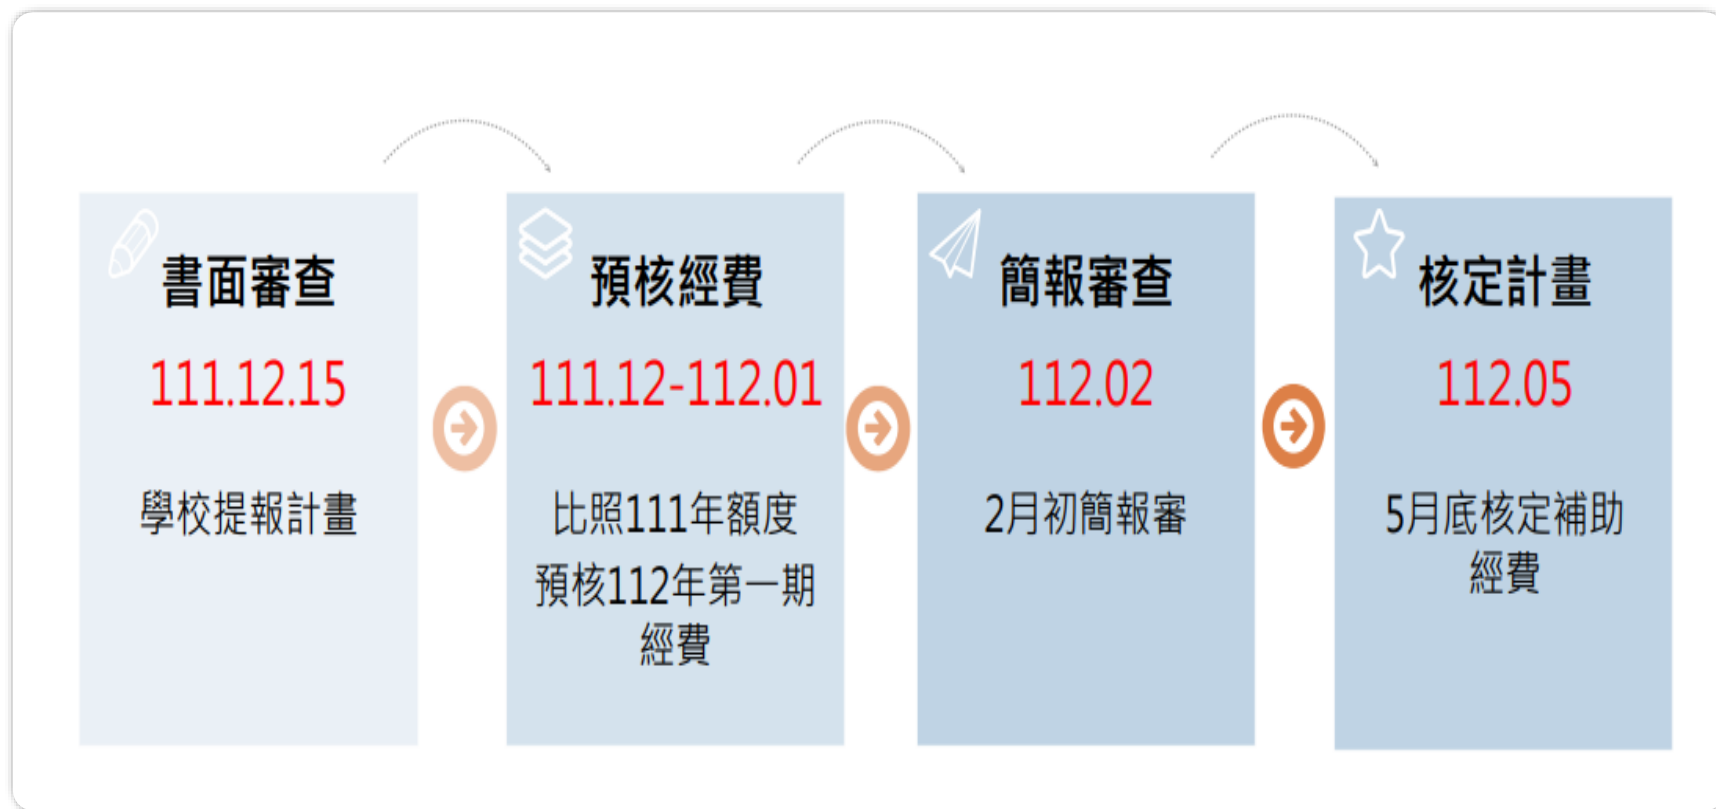 書面審查
111.12.15
學校提報計畫
預核經費
111.12-112.01
比照111年額度
預核112年第一期
經費
簡報審查
112.02
2月初簡報審
核定計畫
112.05
5月底核定補助
經費